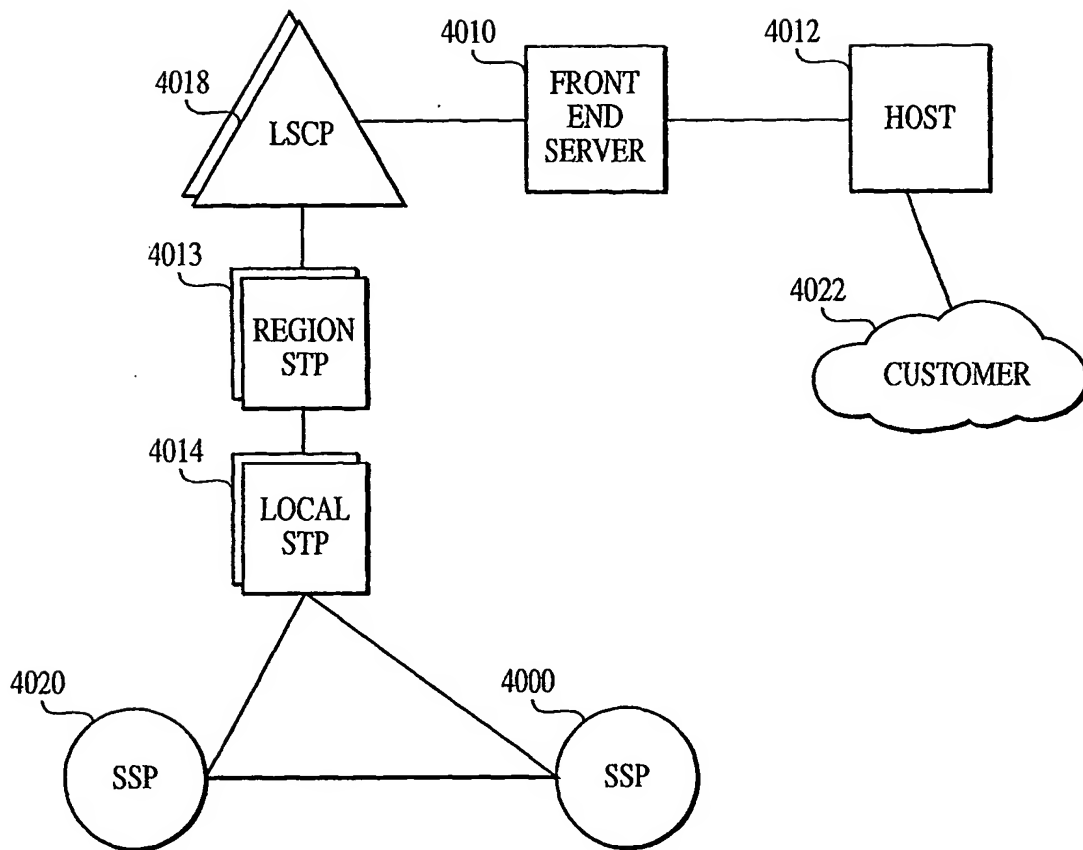 4018
LSCP
4010
FRONT
END
SERVER
4012
HOST
4013
REGION
STP
4022
CUSTOMER
4014
LOCAL
STP
4020
SSP
4000
SSP